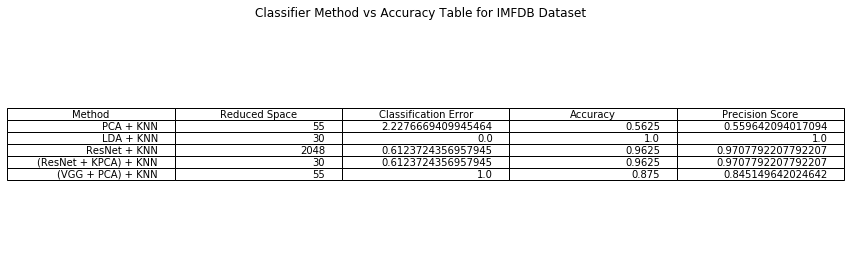 Classifier Method vs Accuracy Table for IMFDB Dataset
Method Reduced Space Classification Error Accuracy Precision Score
PCA + KNN 55 2.2276669409945464 0.5625 0.559642094017094
LDA + KNN 30 0.0 1.0 1.0
ResNet + KNN 2048 0.6123724356957945 0.9625 0.9707792207792207
(ResNet + KPCA) + KNN 30 0.6123724356957945 0.9625 0.9707792207792207
(VGG + PCA) + KNN 55 1.0 0.875 0.845149642024642